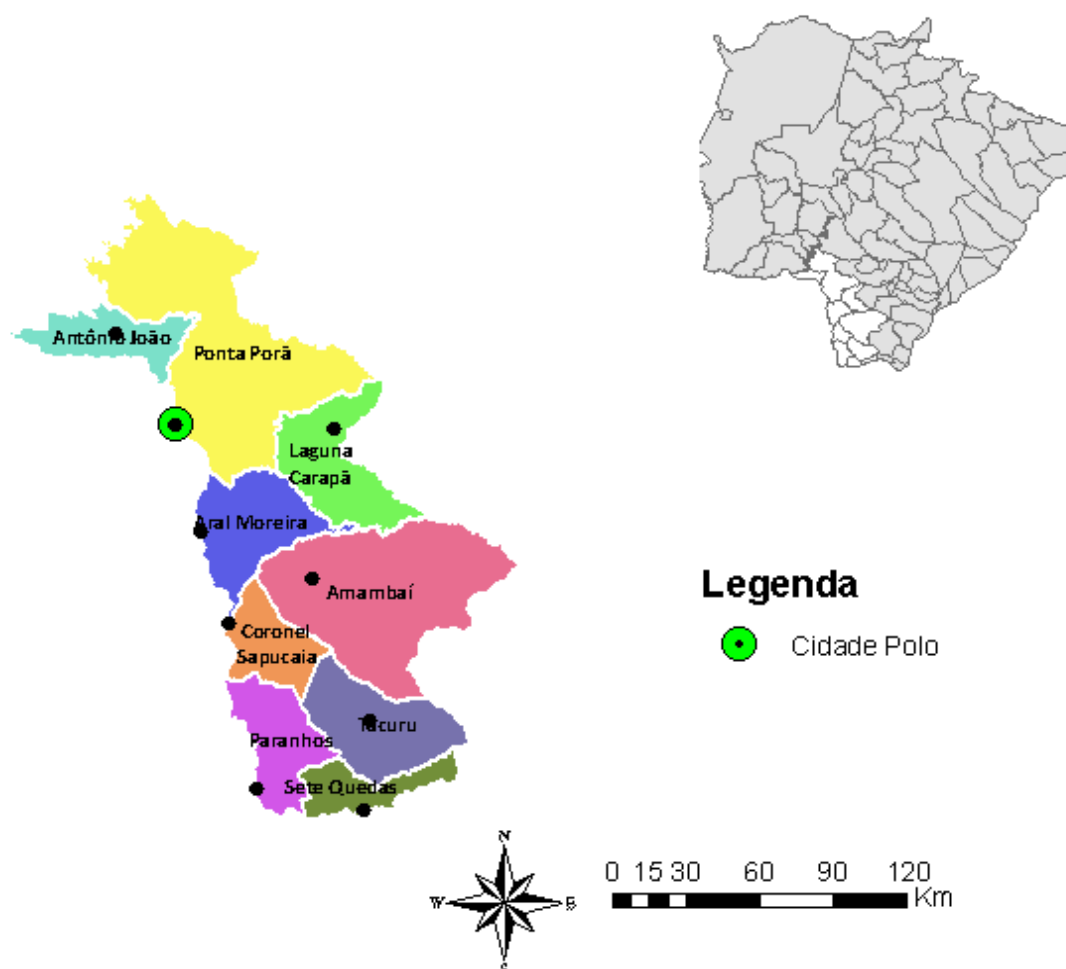 Antônio João
Ponta Porã
Laguna
Carapã
Aral Moreira
Amambaí
Coronel
Sapucaia
Tacuru
Paranhos
Sete Quedas
Legenda
Cidade Polo
N
W
E
S
0 15 30 60 90 120
Km